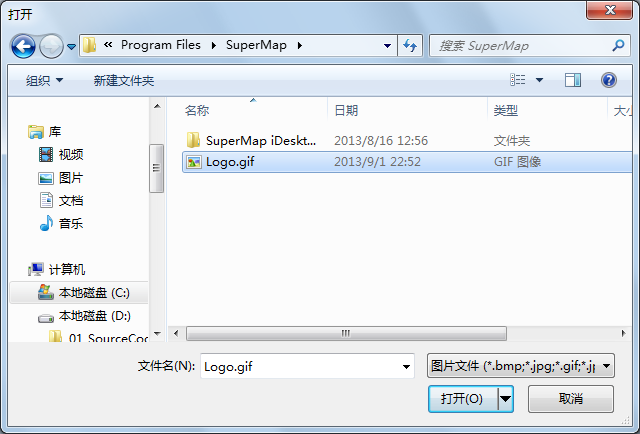 打开
« Program Files SuperMap
搜索 SuperMap
组织 新建文件夹
名称 日期 类型 大小
库
视频
图片
文档
音乐
计算机
本地磁盘 (C:)
本地磁盘 (D:)
01_SourceCo
SuperMap iDeskt... 2013/8/16 12:56 文件夹
Logo.gif 2013/9/1 22:52 GIF 图像
文件名(N): Logo.gif 图片文件 (*.bmp;*.jpg;*.gif;*.jp
打开(O) 取消